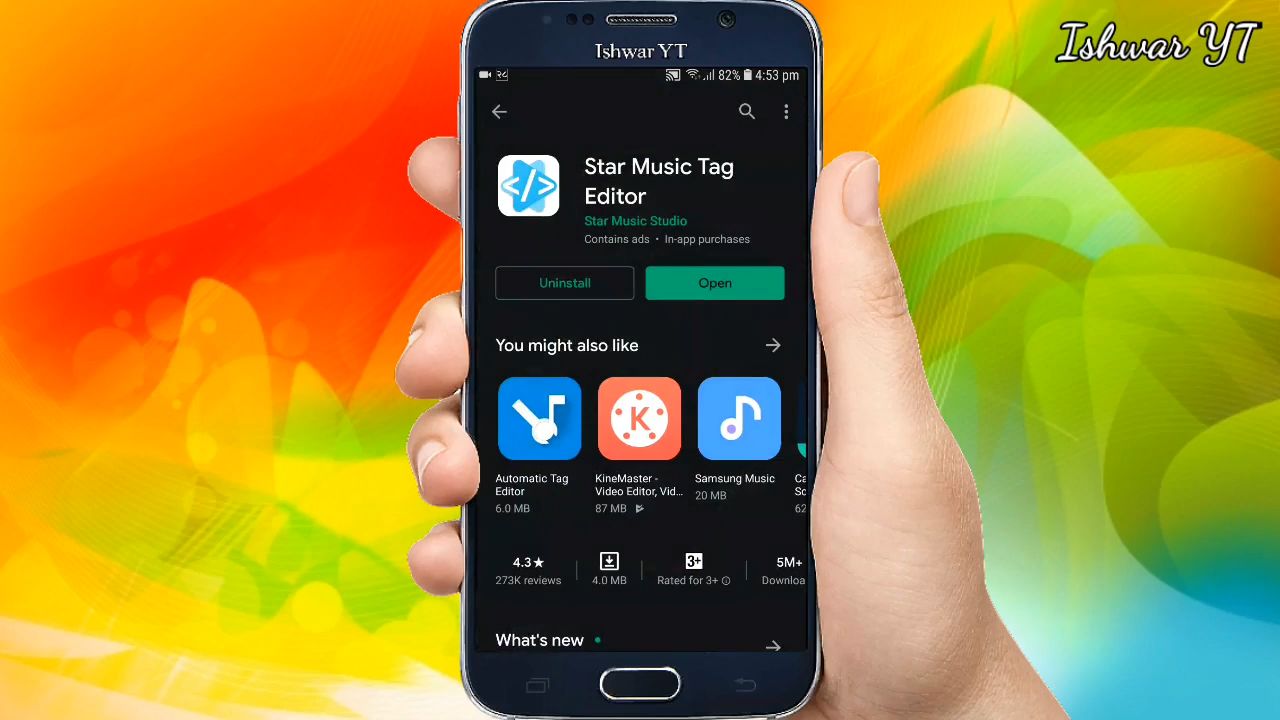 Ishwar YT
Ishwar YT
82% 4:53 pm
Star Music Tag
Editor
Star Music Studio
Contains ads • In-app purchases
Uninstall
Open
You might also like
K
Automatic Tag
Editor
6.0 MB
KineMaster -
Video Editor, Vid...
87 MB
Samsung Music
20 MB
Ca
Sc
62
4.3★
273K reviews
4.0 MB
3+
Rated for 3+
5M+
Downloa
What's new